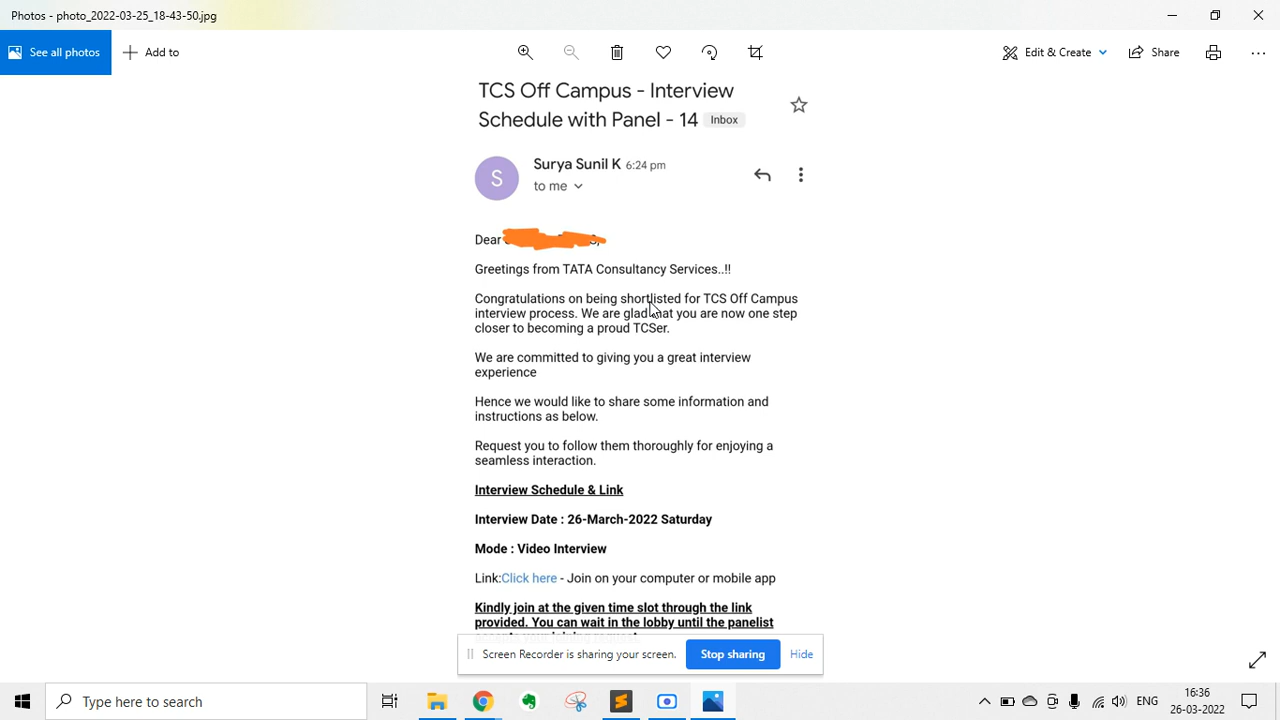 Photos - photo_2022-03-25_18-43-50.jpg
See all photos
Add to
Edit & Create
Share
TCS Off Campus - Interview
Schedule with Panel - 14 Inbox
Surya Sunil K 6:24 pm
to me
S
Dear
Greetings from TATA Consultancy Services..!!
Congratulations on being shortlisted for TCS Off Campus
interview process. We are glad that you are now one step
closer to becoming a proud TCSer.
We are committed to giving you a great interview
experience
Hence we would like to share some information and
instructions as below.
Request you to follow them thoroughly for enjoying a
seamless interaction.
Interview Schedule & Link
Interview Date : 26-March-2022 Saturday
Mode : Video Interview
Link:Click here - Join on your computer or mobile app
Kindly join at the given time slot through the link
provided. You can wait in the lobby until the panelist
Screen Recorder is sharing your screen.
Stop sharing
Hide
Type here to search
ENG
16:36
26-03-2022